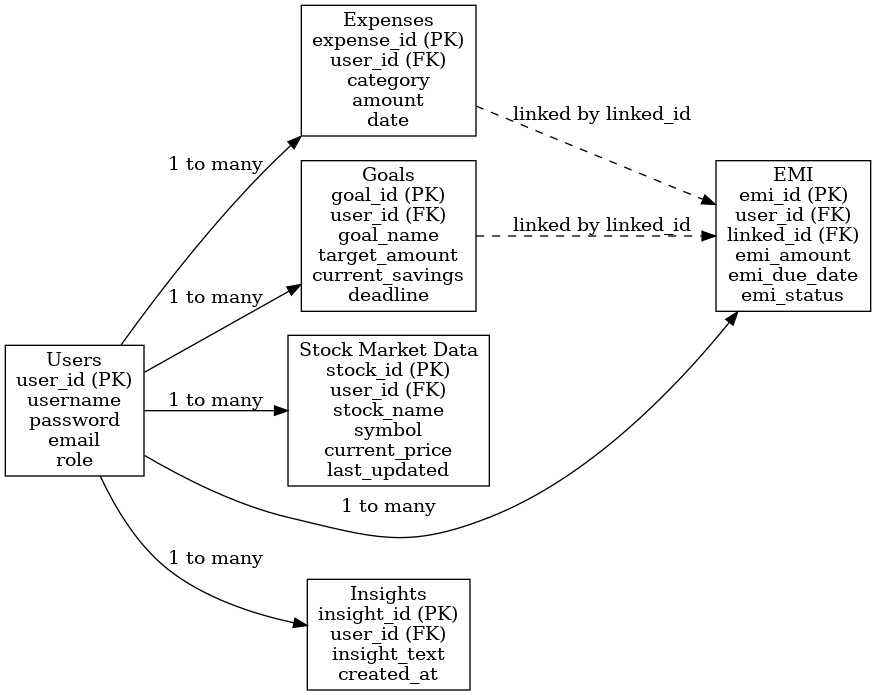 Expenses
expense_id (PK)
user_id (FK)
category
amount
date
linked by linked_id
1 to many
Goals
goal_id (PK)
user_id (FK)
goal_name
target_amount
current_savings
deadline
linked by linked_id
EMI
emi_id (PK)
user_id (FK)
linked_id (FK)
emi_amount
emi_due_date
emi_status
1 to many
Users
user_id (PK)
username
password
email
role
1 to many
Stock Market Data
stock_id (PK)
user_id (FK)
stock_name
symbol
current_price
last_updated
1 to many
1 to many
Insights
insight_id (PK)
user_id (FK)
insight_text
created_at